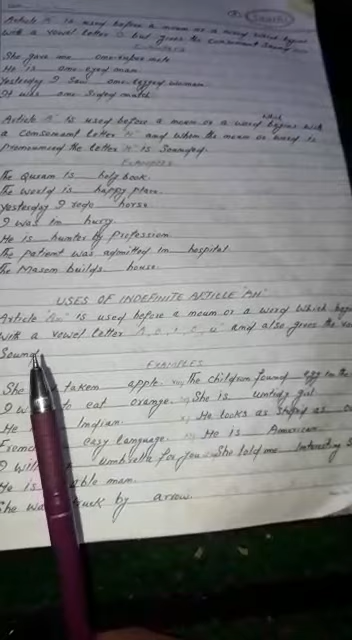 Article "A" is used before a noun or a word begins
with a vowel letter O but gives the consonant sound
EXAMPLES
She gave me one-rupee note
He is one-eyed man.
Yesterday I saw one-legged woman.
It was one-sided match.
Article "A" is used before a noun or a word which begins with
a consonant letter "H" and when the noun or word is
pronounced the letter "H" is sounded.
EXAMPLES
The Quran is holy book.
The world is happy place.
Yesterday I rode horse.
I was in hurry.
He is hunter by profession.
The patient was admitted in hospital.
The Mason builds house.
USES OF INDEFINITE ARTICLE "AN"
Article "An" is used before a noun or a word which
with a vowel letter and also gives the
Sound
EXAMPLES
She taken apple. The children found egg in the
I to eat orange. She is untidy girl
He Indian. He looks as stupid as
easy language. He is American
I umbrella for you She told me interesting
He is able man.
She was by arrow.